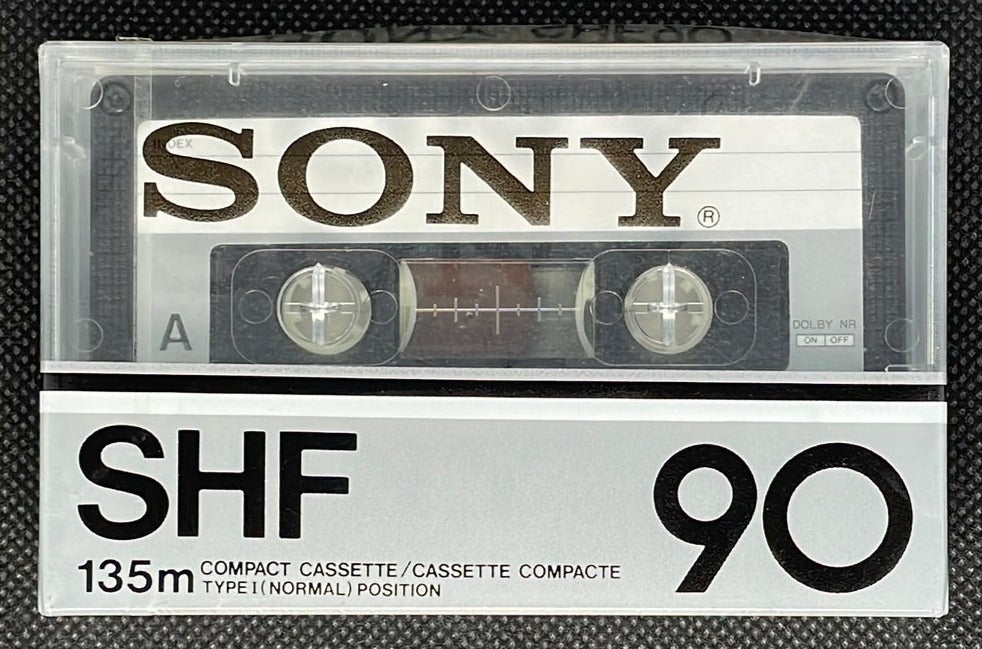 SONY®
A
DOLBY NR
ON OFF
SHF 90
135m COMPACT CASSETTE/CASSETTE COMPACTE
TYPE I (NORMAL) POSITION